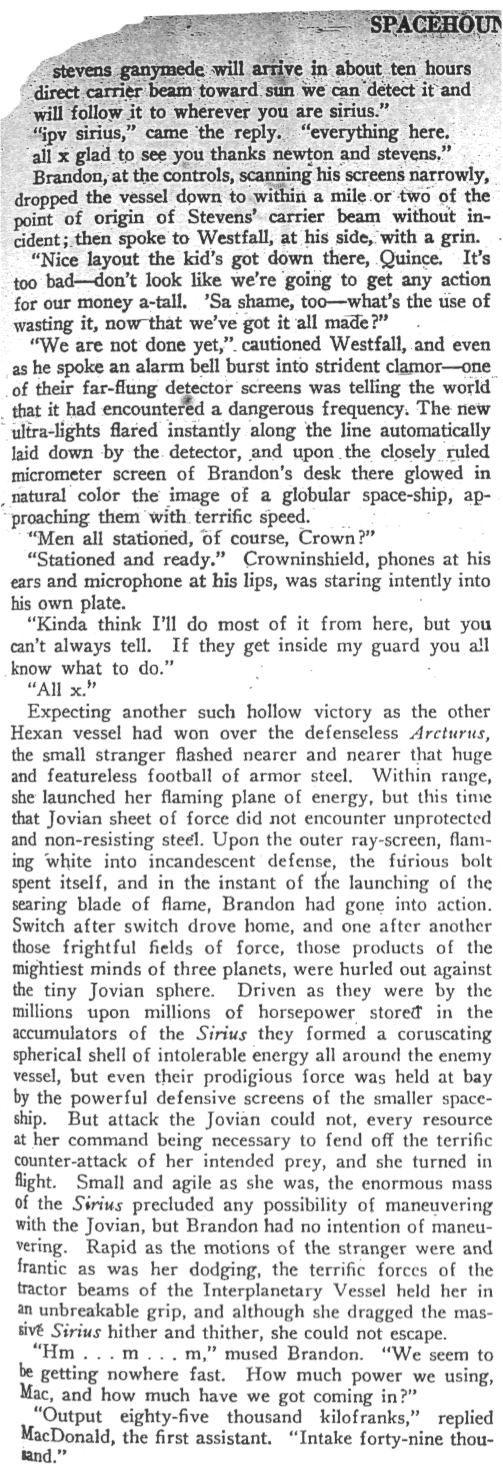 SPACEHOUN
stevens ganymede will arrive in about ten hours
direct carrier beam toward sun we can detect it and
will follow it to wherever you are sirius.”
“ipv sirius,” came the reply. “everything here.
all x glad to see you thanks newton and stevens.”
Brandon, at the controls, scanning his screens narrowly,
dropped the vessel down to within a mile or two of the
point of origin of Stevens’ carrier beam without in-
cident; then spoke to Westfall, at his side, with a grin.
“Nice layout the kid’s got down there, Quince. It’s
too bad—don’t look like we’re going to get any action
for our money a-tall. ’Sa shame, too—what’s the use of
wasting it, now that we’ve got it all made?”
“We are not done yet,” cautioned Westfall, and even
as he spoke an alarm bell burst into strident clamor—one
of their far-flung detector screens was telling the world
that it had encountered a dangerous frequency. The new
ultra-lights flared instantly along the line automatically
laid down by the detector, and upon the closely ruled
micrometer screen of Brandon’s desk there glowed in
natural color the image of a globular space-ship, ap-
proaching them with terrific speed.
“Men all stationed, of course, Crown?”
“Stationed and ready.” Crowninshield, phones at his
ears and microphone at his lips, was staring intently into
his own plate.
“Kinda think I’ll do most of it from here, but you
can’t always tell. If they get inside my guard you all
know what to do.”
“All x.”
Expecting another such hollow victory as the other
Hexan vessel had won over the defenseless Arcturus,
the small stranger flashed nearer and nearer that huge
and featureless football of armor steel. Within range,
she launched her flaming plane of energy, but this time
that Jovian sheet of force did not encounter unprotected
and non-resisting steel. Upon the outer ray-screen, flam-
ing white into incandescent defense, the furious bolt
spent itself, and in the instant of the launching of the
searing blade of flame, Brandon had gone into action.
Switch after switch drove home, and one after another
those frightful fields of force, those products of the
mightiest minds of three planets, were hurled out against
the tiny Jovian sphere. Driven as they were by the
millions upon millions of horsepower stored in the
accumulators of the Sirius they formed a coruscating
spherical shell of intolerable energy all around the enemy
vessel, but even their prodigious force was held at bay
by the powerful defensive screens of the smaller space-
ship. But attack the Jovian could not, every resource
at her command being necessary to fend off the terrific
counter-attack of her intended prey, and she turned in
flight. Small and agile as she was, the enormous mass
of the Sirius precluded any possibility of maneuvering
with the Jovian, but Brandon had no intention of maneu-
vering. Rapid as the motions of the stranger were and
frantic as was her dodging, the terrific forces of the
tractor beams of the Interplanetary Vessel held her in
an unbreakable grip, and although she dragged the mas-
sive Sirius hither and thither, she could not escape.
“Hm . . . m . . . m,” mused Brandon. “We seem to
be getting nowhere fast. How much power we using,
Mac, and how much have we got coming in?”
“Output eighty-five thousand kilofranks,” replied
MacDonald, the first assistant. “Intake forty-nine thou-
sand.”